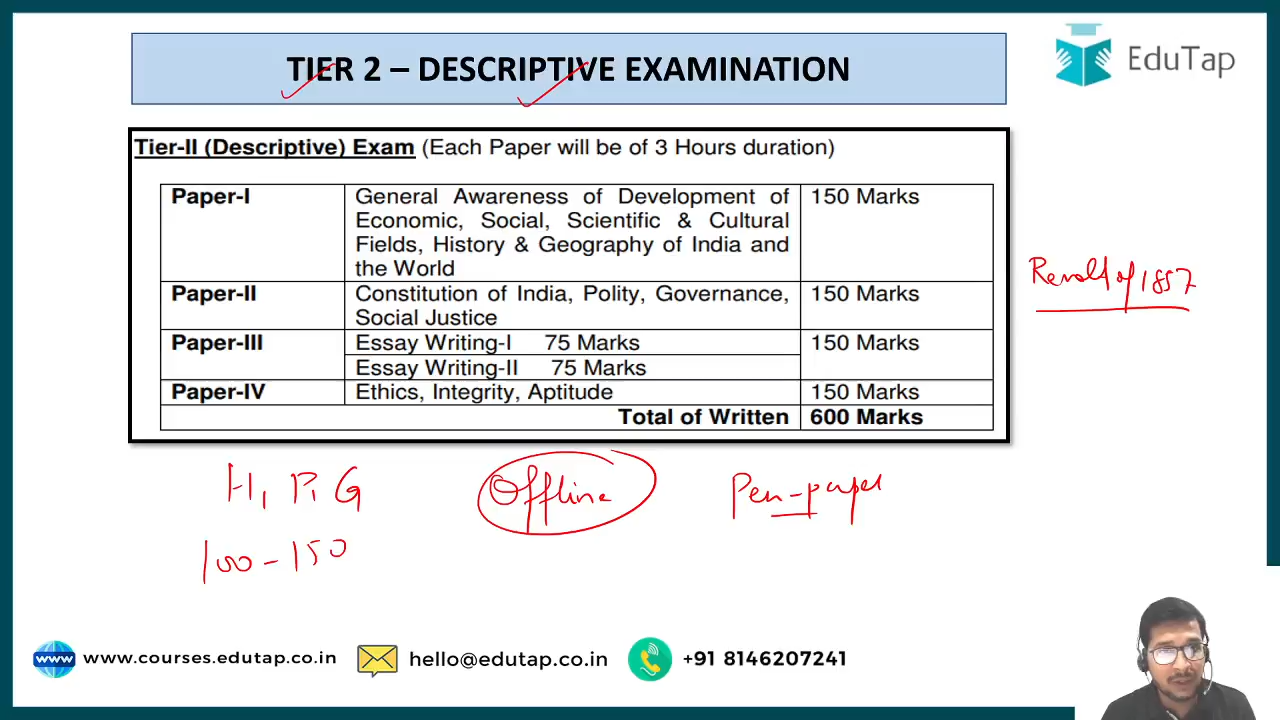 TIER 2 – DESCRIPTIVE EXAMINATION
EduTap
Tier-II (Descriptive) Exam (Each Paper will be of 3 Hours duration)
Paper-I
General Awareness of Development of
Economic, Social, Scientific & Cultural
Fields, History & Geography of India and
the World
150 Marks
Paper-II
Constitution of India, Polity, Governance,
Social Justice
150 Marks
Paper-III
Essay Writing-I 75 Marks
Essay Writing-II 75 Marks
150 Marks
Paper-IV
Ethics, Integrity, Aptitude
150 Marks
Total of Written 600 Marks
Revolt of 1857
H, P, G
Offline
Pen-paper
100-150
www www.courses.edutap.co.in
hello@edutap.co.in
+91 8146207241